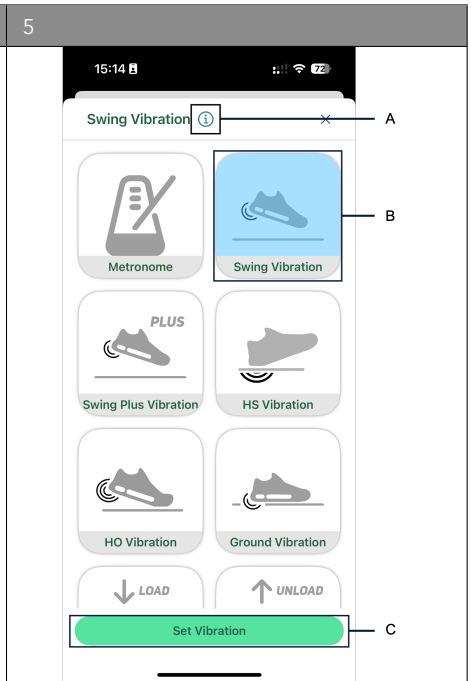 5
15:14
72
Swing Vibration
A
B
Metronome
Swing Vibration
PLUS
Swing Plus Vibration
HS Vibration
HO Vibration
Ground Vibration
LOAD
UNLOAD
Set Vibration
C